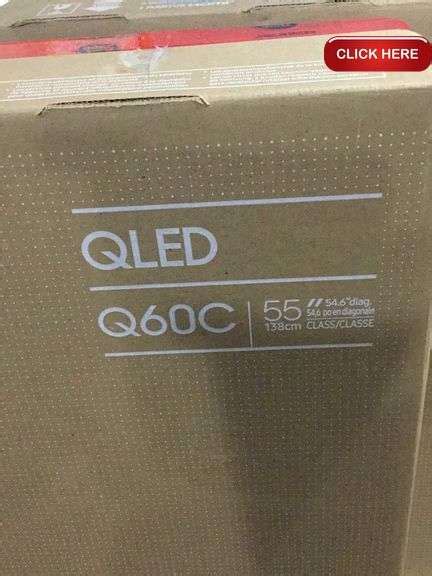 CLICK HERE
QLED
Q60C
55" 54.6"diag.
54,6 po en diagonale
138cm CLASS/CLASSE